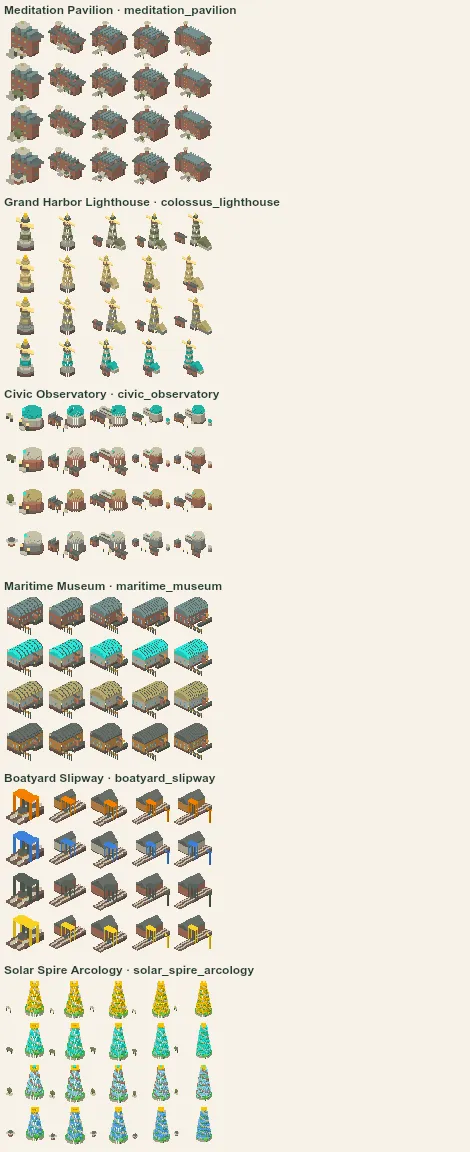 Meditation Pavilion · meditation_pavilion
Grand Harbor Lighthouse · colossus_lighthouse
Civic Observatory · civic_observatory
Maritime Museum · maritime_museum
Boatyard Slipway · boatyard_slipway
Solar Spire Arcology · solar_spire_arcology